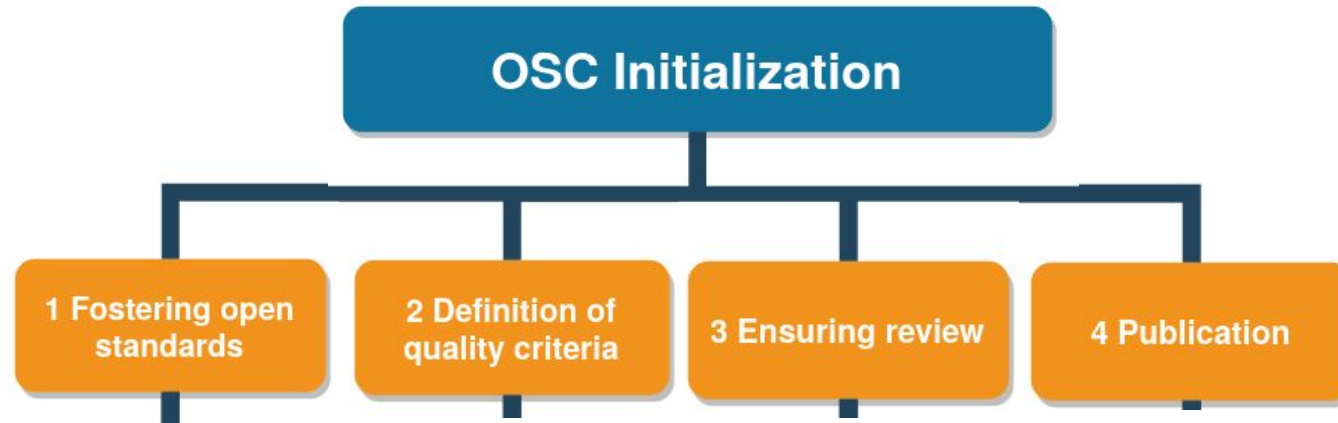 OSC Initialization
1 Fostering open
standards
2 Definition of
quality criteria
3 Ensuring review
4 Publication